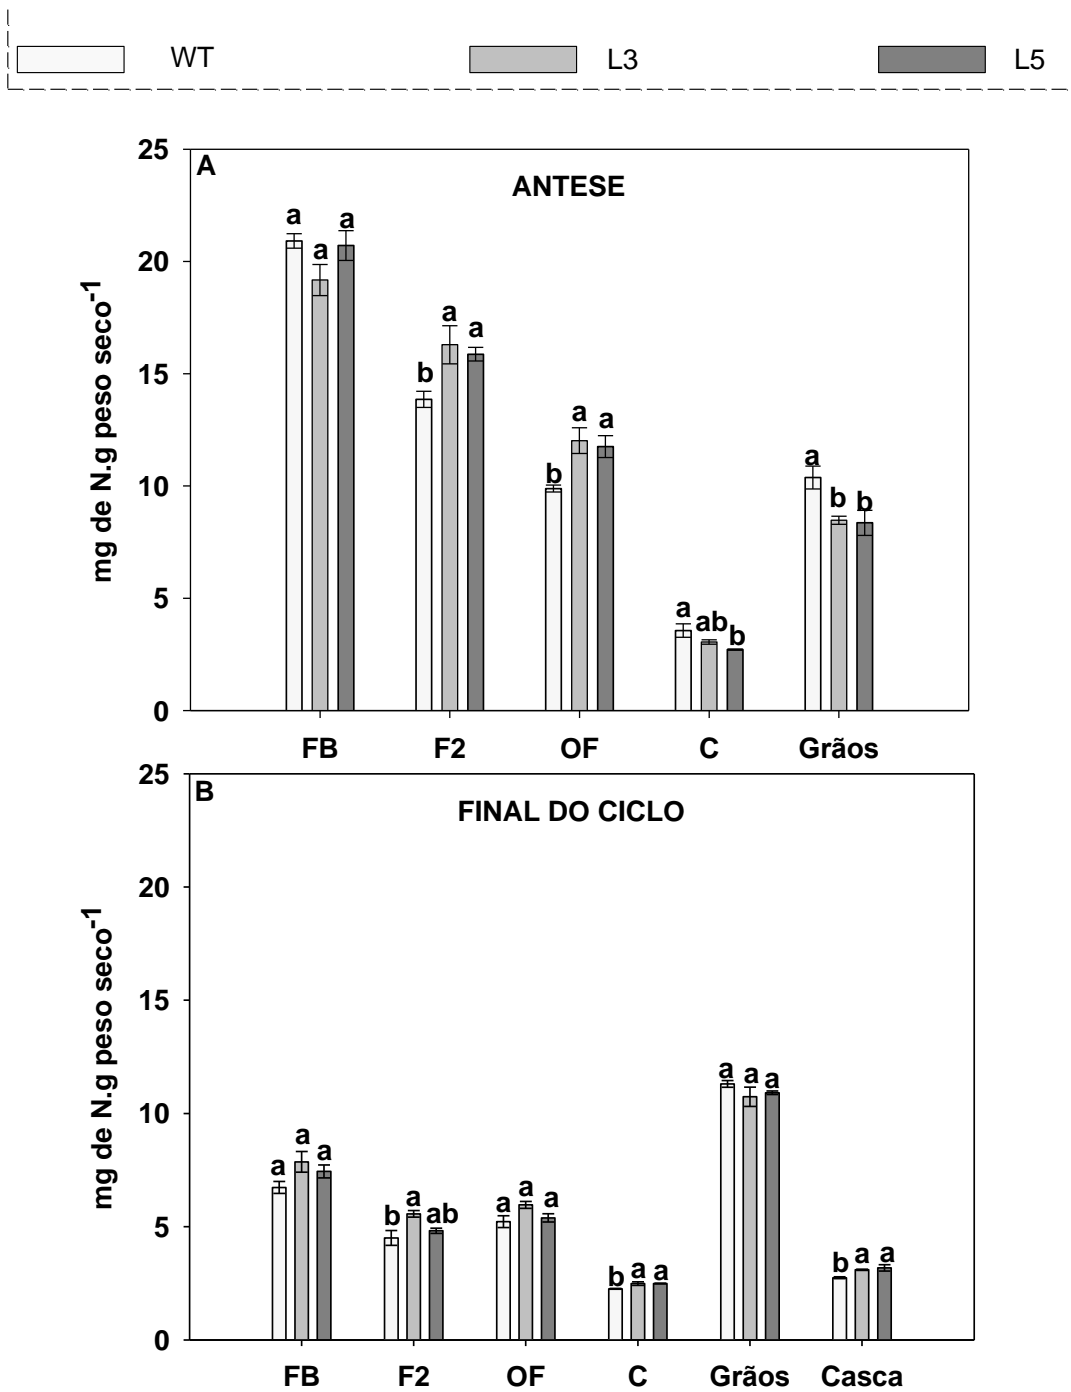 WT L3 L5
A
ANTESE
mg de N.g peso seco-1
25
20
15
10
5
0
a a a
b a a
b a a
a ab b
a b b
FB F2 OF C Grãos
B
FINAL DO CICLO
mg de N.g peso seco-1
25
20
15
10
5
0
a a a
b a ab
a a a
b a a
a a a
b a a
FB F2 OF C Grãos Casca